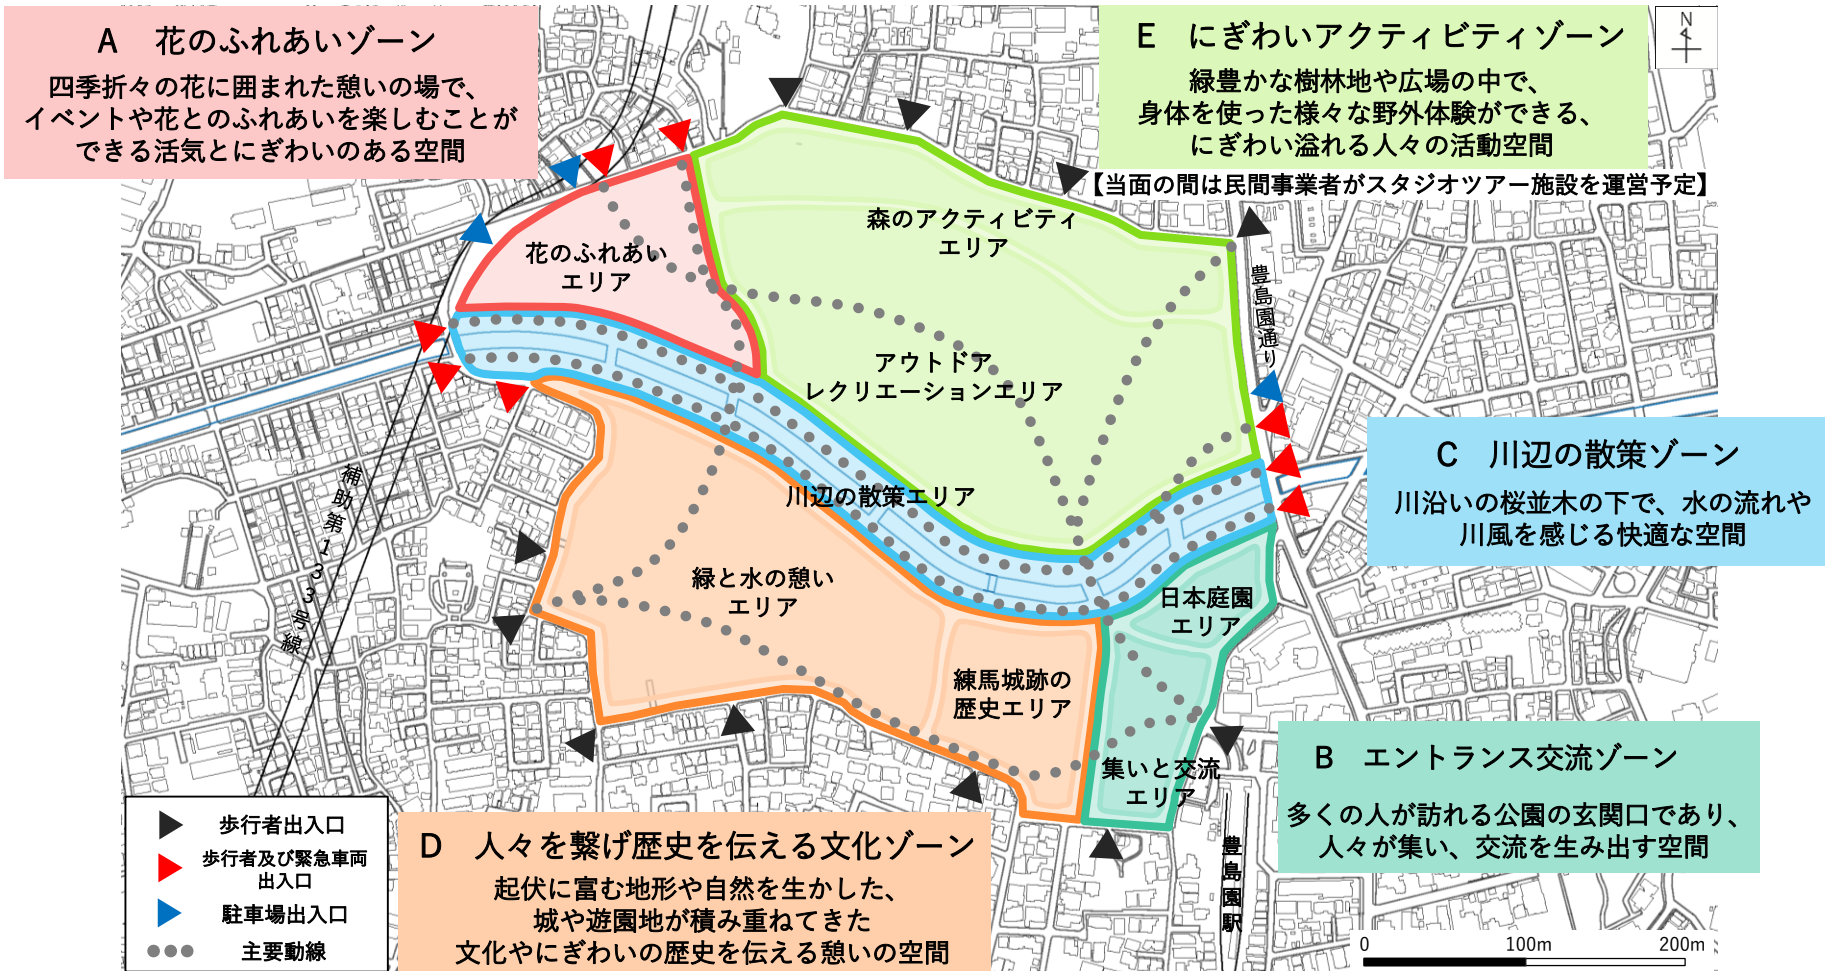 A　花のふれあいゾーン
四季折々の花に囲まれた憩いの場で、
イベントや花とのふれあいを楽しむことが
できる活気とにぎわいのある空間
E　にぎわいアクティビティゾーン
緑豊かな樹林地や広場の中で、
身体を使った様々な野外体験ができる、
にぎわい溢れる人々の活動空間
【当面の間は民間事業者がスタジオツアー施設を運営予定】
N
森のアクティビティ
エリア
花のふれあい
エリア
豊島園通り
アウトドア
レクリエーションエリア
C　川辺の散策ゾーン
川沿いの桜並木の下で、水の流れや
川風を感じる快適な空間
補助第133号線
川辺の散策エリア
緑と水の憩い
エリア
日本庭園
エリア
練馬城跡の
歴史エリア
集いと交流
エリア
B　エントランス交流ゾーン
多くの人が訪れる公園の玄関口であり、
人々が集い、交流を生み出す空間
豊島園駅
D　人々を繋げ歴史を伝える文化ゾーン
起伏に富む地形や自然を生かした、
城や遊園地が積み重ねてきた
文化やにぎわいの歴史を伝える憩いの空間
歩行者出入口
歩行者及び緊急車両
出入口
駐車場出入口
主要動線
0 100m 200m